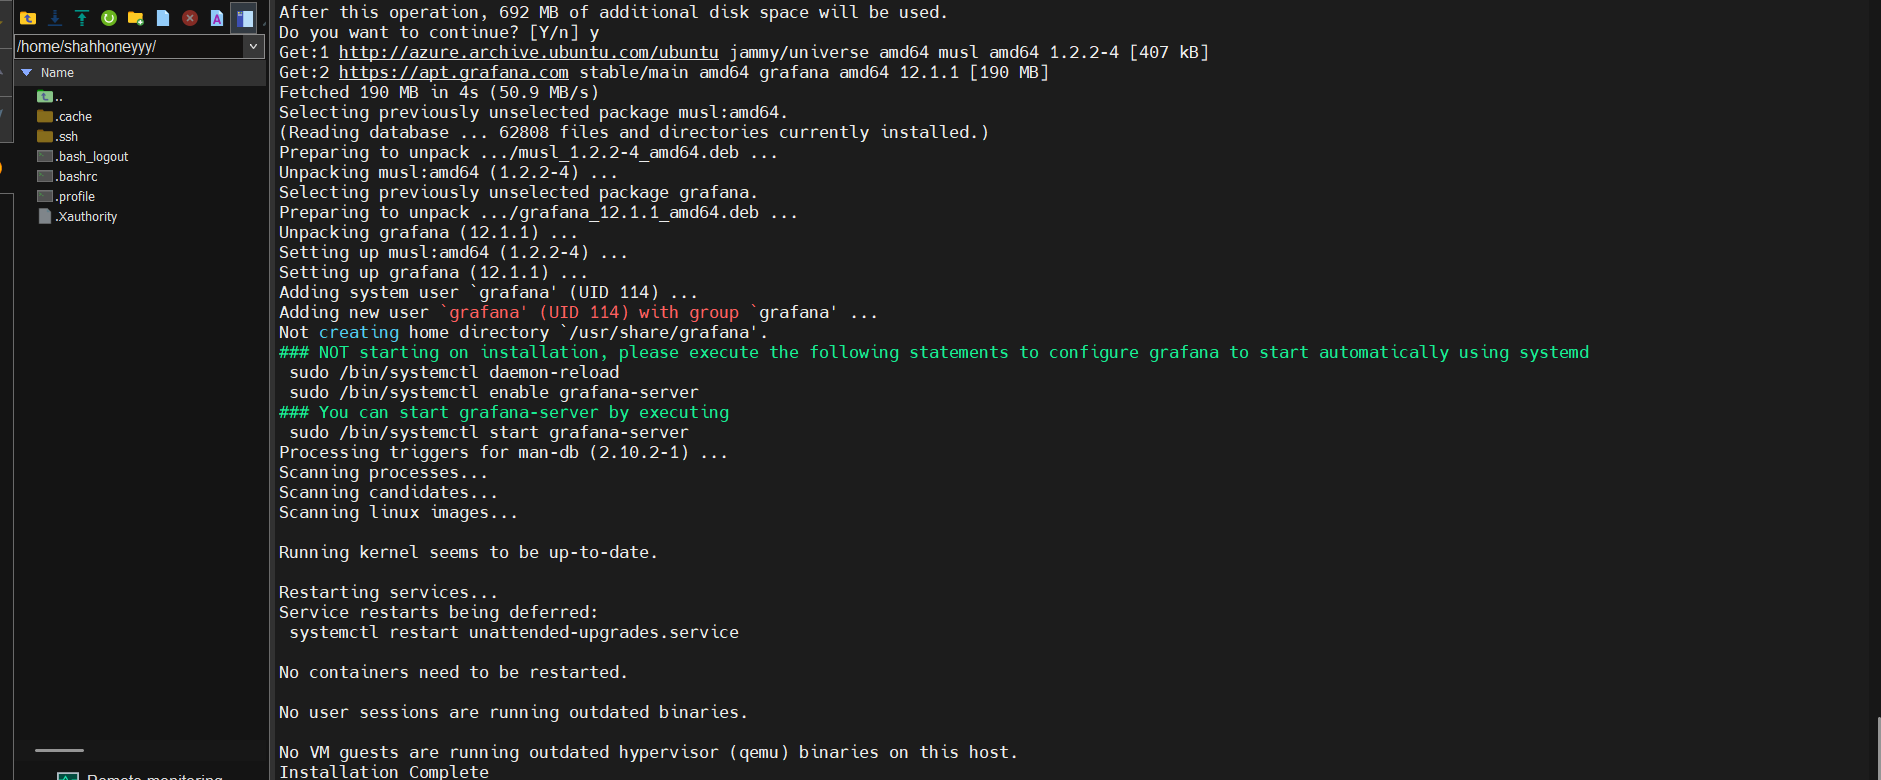 /home/shahhoneyyy/
Name
..
.cache
.ssh
.bash_logout
.bashrc
.profile
.Xauthority
After this operation, 692 MB of additional disk space will be used.
Do you want to continue? [Y/n] y
Get:1 http://azure.archive.ubuntu.com/ubuntu jammy/universe amd64 musl amd64 1.2.2-4 [407 kB]
Get:2 https://apt.grafana.com stable/main amd64 grafana amd64 12.1.1 [190 MB]
Fetched 190 MB in 4s (50.9 MB/s)
Selecting previously unselected package musl:amd64.
(Reading database ... 62808 files and directories currently installed.)
Preparing to unpack .../musl_1.2.2-4_amd64.deb ...
Unpacking musl:amd64 (1.2.2-4) ...
Selecting previously unselected package grafana.
Preparing to unpack .../grafana_12.1.1_amd64.deb ...
Unpacking grafana (12.1.1) ...
Setting up musl:amd64 (1.2.2-4) ...
Setting up grafana (12.1.1) ...
Adding system user `grafana' (UID 114) ...
Adding new user `grafana' (UID 114) with group `grafana' ...
Not creating home directory `/usr/share/grafana'.
### NOT starting on installation, please execute the following statements to configure grafana to start automatically using systemd
 sudo /bin/systemctl daemon-reload
 sudo /bin/systemctl enable grafana-server
### You can start grafana-server by executing
 sudo /bin/systemctl start grafana-server
Processing triggers for man-db (2.10.2-1) ...
Scanning processes...
Scanning candidates...
Scanning linux images...
Running kernel seems to be up-to-date.
Restarting services...
Service restarts being deferred:
 systemctl restart unattended-upgrades.service
No containers need to be restarted.
No user sessions are running outdated binaries.
No VM guests are running outdated hypervisor (qemu) binaries on this host.
Installation Complete
Remote monitoring